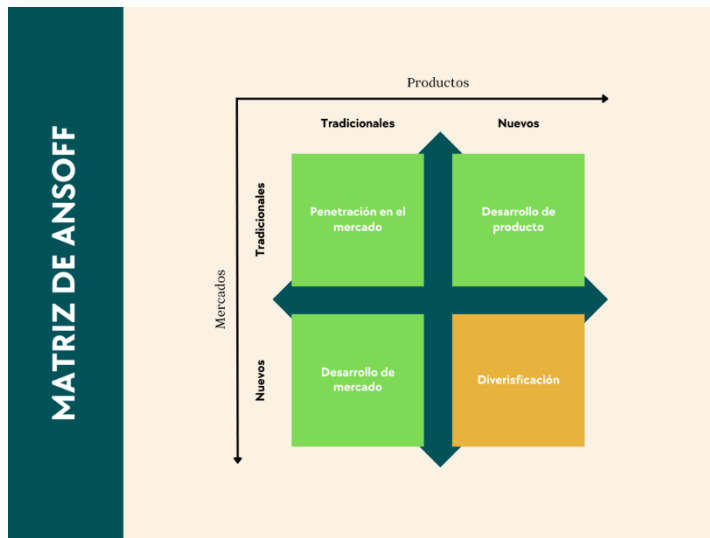 MATRIZ DE ANSOFF
Productos
Tradicionales
Nuevos
Mercados
Tradicionales
Penetración en el
mercado
Desarrollo de
producto
Nuevos
Desarrollo de
mercado
Diverisficación